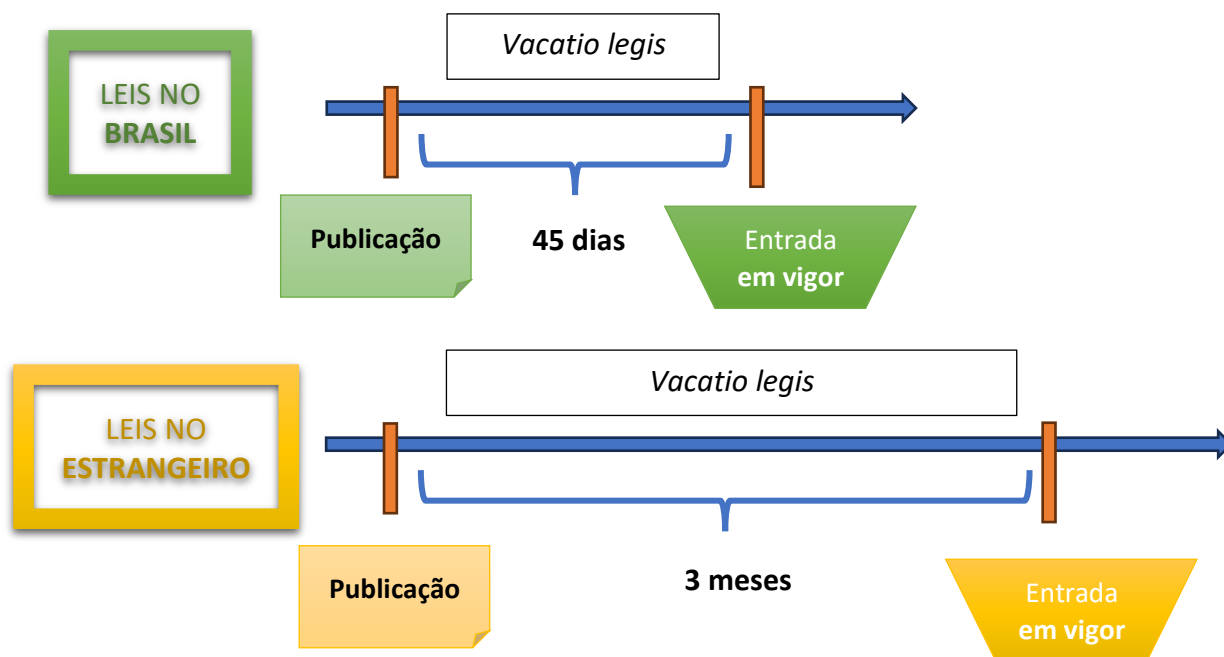 Vacatio legis
LEIS NO
BRASIL
Publicação
45 dias
Entrada
em vigor
Vacatio legis
LEIS NO
ESTRANGEIRO
Publicação
3 meses
Entrada
em vigor